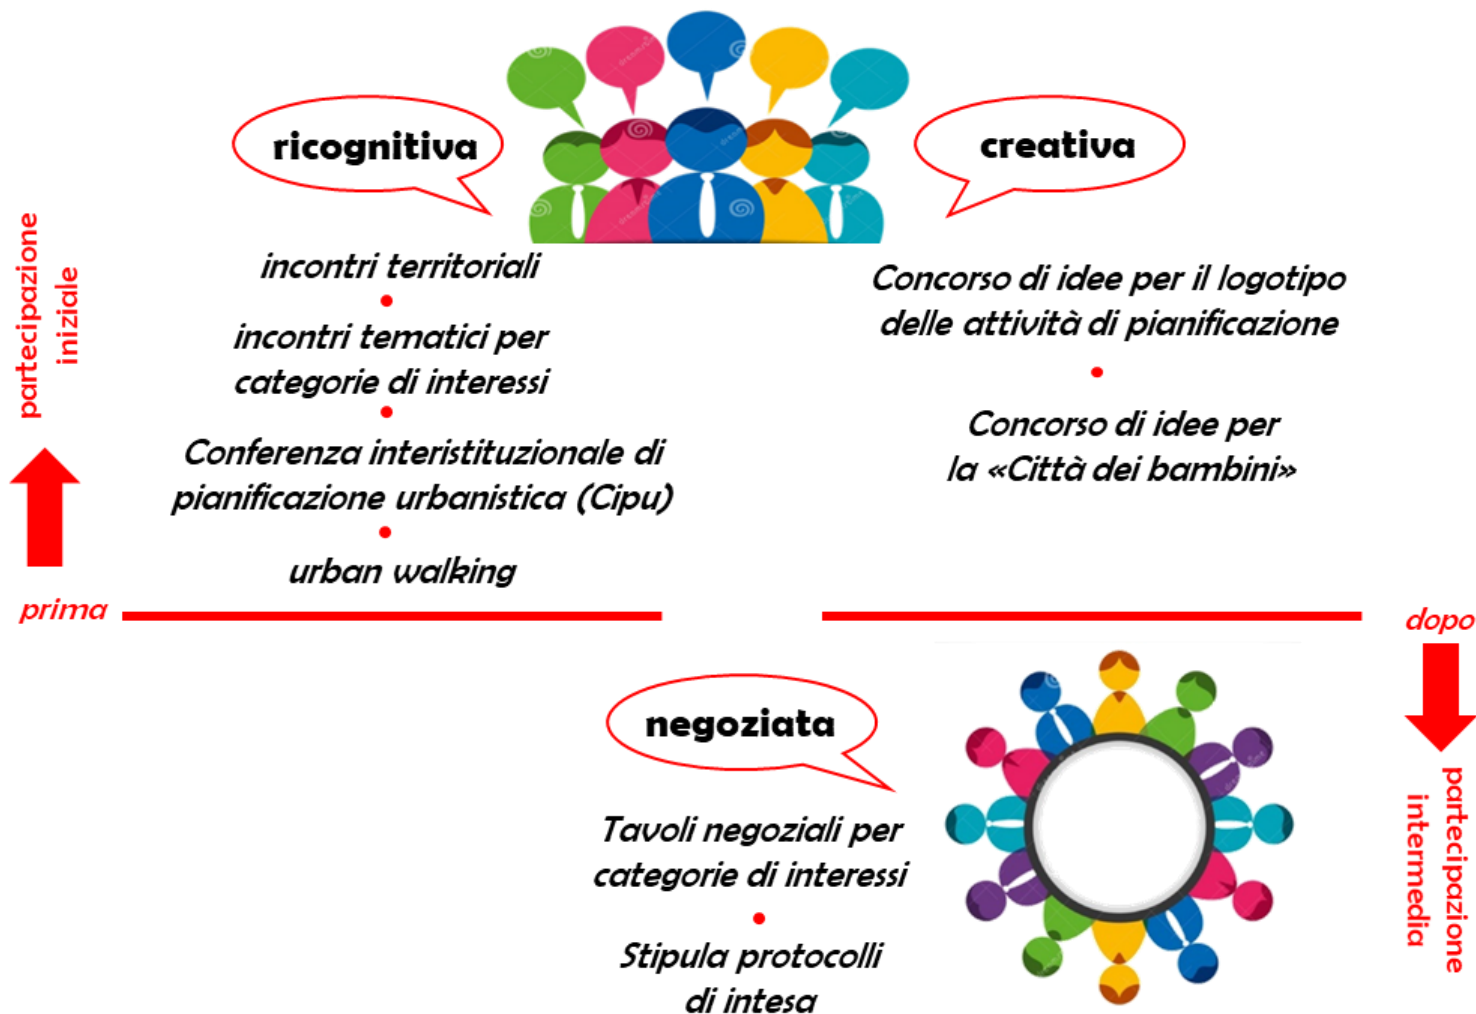 ricognitiva
creativa
partecipazione
iniziale
incontri territoriali
incontri tematici per
categorie di interessi
Conferenza interistituzionale di
pianificazione urbanistica (Cipu)
urban walking
Concorso di idee per il logotipo
delle attività di pianificazione
Concorso di idee per
la «Città dei bambini»
prima
dopo
negoziata
Tavoli negoziali per
categorie di interessi
Stipula protocolli
di intesa
partecipazione
intermedia